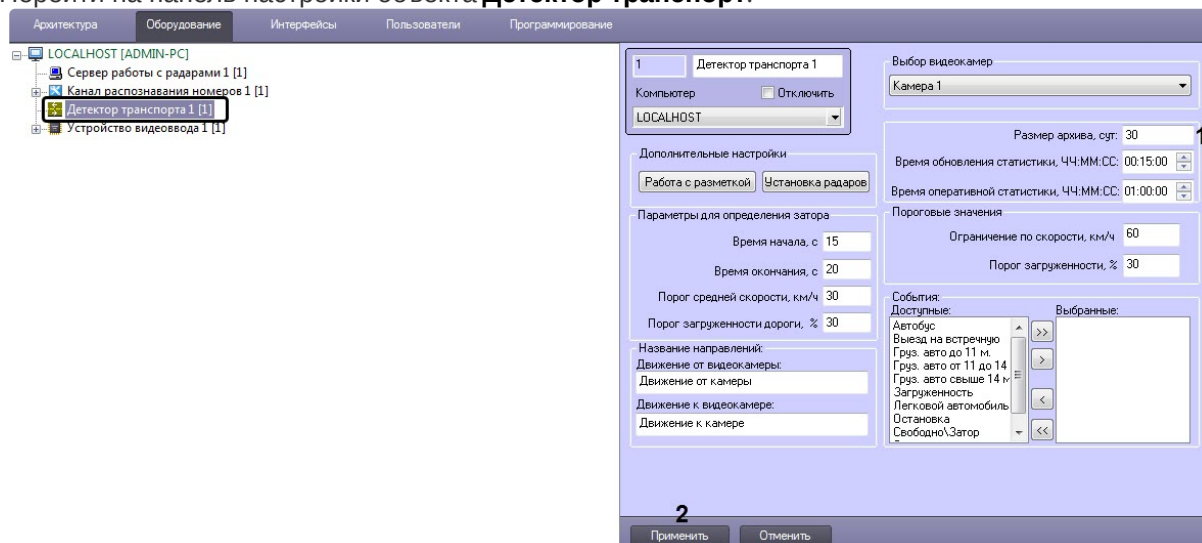 Перейти на панель настройки объекта Детектор транспорт.
Архитектура Оборудование Интерфейсы Пользователи Программирование
LOCALHOST [ADMIN-PC]
Сервер работы с радарами 1 [1]
Канал распознавания номеров 1 [1]
Детектор транспорта 1 [1]
Устройство видеоввода 1 [1]
1 Детектор транспорта 1
Компьютер Отключить
LOCALHOST
Дополнительные настройки
Работа с разметкой Установка радаров
Параметры для определения затора
Время начала, с 15
Время окончания, с 20
Порог средней скорости, км/ч 30
Порог загруженности дороги, % 30
Название направлений:
Движение от видеокамеры:
Движение от камеры
Движение к видеокамере:
Движение к камере
Выбор видеокамер
Камера 1
Размер архива, сут: 30 1
Время обновления статистики, ЧЧ:ММ:СС: 00:15:00
Время оперативной статистики, ЧЧ:ММ:СС: 01:00:00
Пороговые значения
Ограничение по скорости, км/ч 60
Порог загруженности, % 30
События:
Доступные: Выбранные:
Автобус
Выезд на встречную
Груз. авто до 11 м.
Груз. авто от 11 до 14
Груз. авто свыше 14 м
Загруженность
Легковой автомобиль
Остановка
Свободно\Затор
>>
>
<
<<
2
Применить Отменить